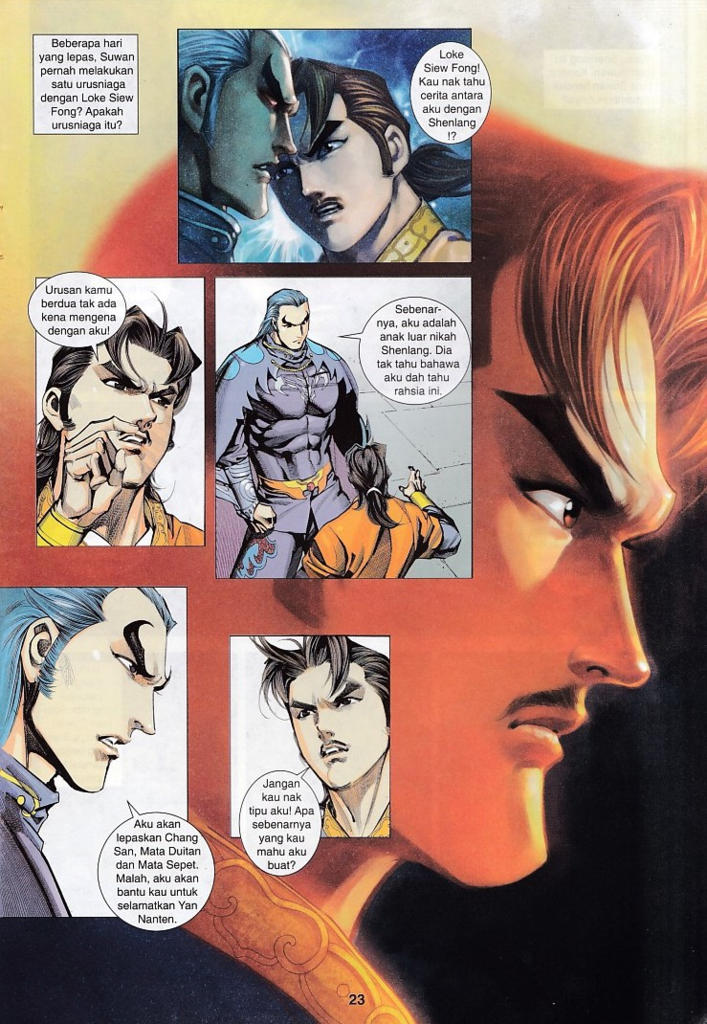 Beberapa hari
yang lepas, Suwan
pernah melakukan
satu urusniaga
dengan Loke Siew
Fong? Apakah
urusniaga itu?
Loke
Siew Fong!
Kau nak tahu
cerita antara
aku dengan
Shenlang
!?
Urusan kamu
berdua tak ada
kena mengena
dengan aku!
Sebenar-
nya, aku adalah
anak luar nikah
Shenlang. Dia
tak tahu bahawa
aku dah tahu
rahsia ini.
Aku akan
lepaskan Chang
San, Mata Duitan
dan Mata Sepet.
Malah, aku akan
bantu kau untuk
selamatkan Yan
Nanten.
Jangan
kau nak
tipu aku! Apa
sebenarnya
yang kau
mahu aku
buat?
23